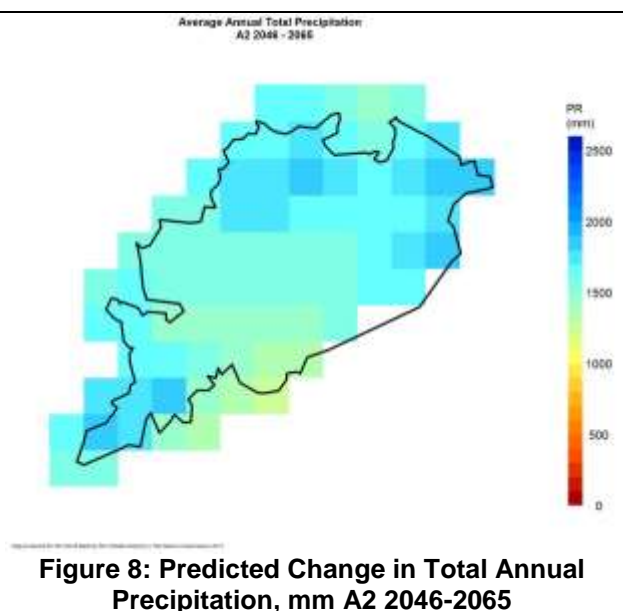 Average Annual Total Precipitation
A2 2046 - 2065
PR
(mm)
2500
2000
1500
1000
500
0
Figure 8: Predicted Change in Total Annual
Precipitation, mm A2 2046-2065